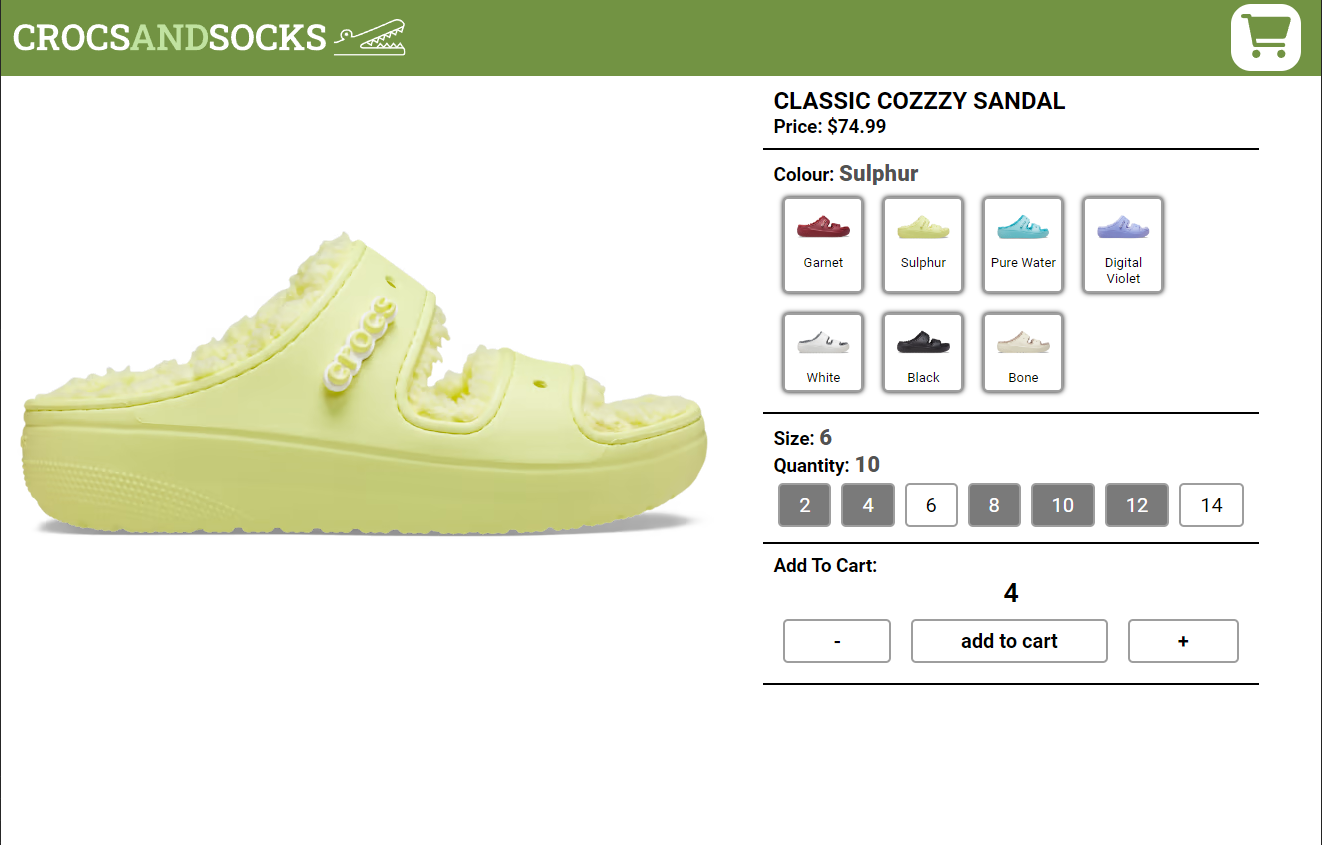 CROCSANDSOCKS
CLASSIC COZZZY SANDAL
Price: $74.99
Colour: Sulphur
Garnet
Sulphur
Pure Water
Digital
Violet
White
Black
Bone
crocs
Size: 6
Quantity: 10
2 4 6 8 10 12 14
Add To Cart:
4
- add to cart +